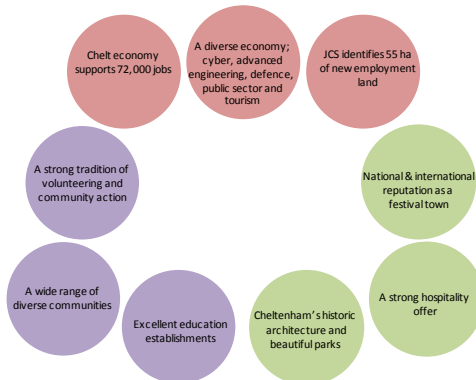 Chelt economy
supports 72,000 jobs
A diverse economy;
cyber, advanced
engineering, defence,
public sector and
tourism
JCS identifies 55 ha
of new employment
land
A strong tradition of
volunteering and
community action
National & international
reputation as a
festival town
A wide range of
diverse communities
Excellent education
establishments
Cheltenham's historic
architecture and
beautiful parks
A strong hospitality
offer